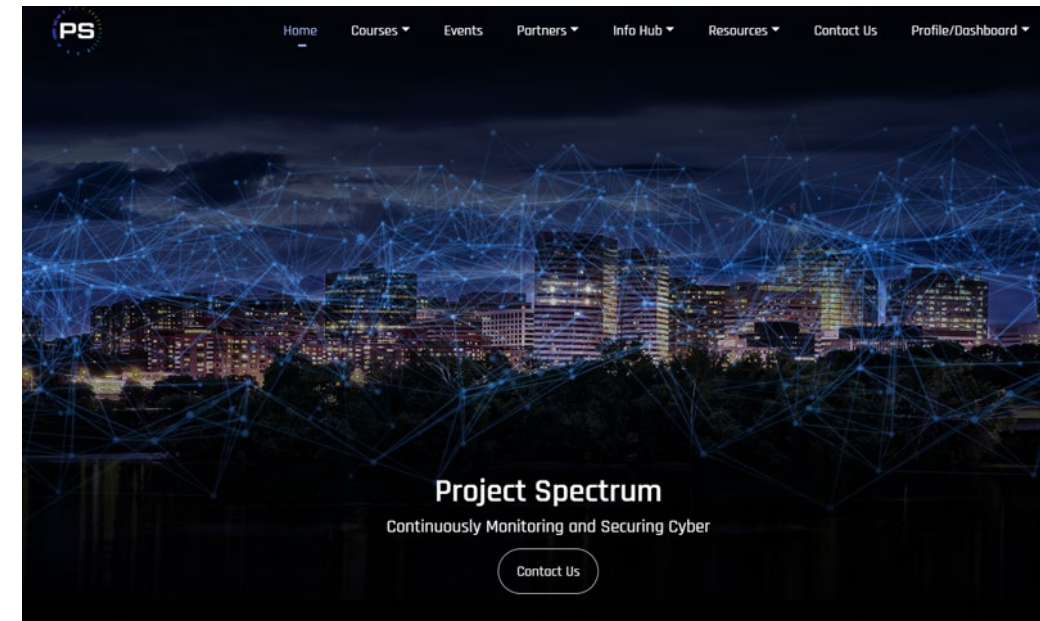 PS
Home Courses Events Partners Info Hub Resources Contact Us Profile/Dashboard
Project Spectrum
Continuously Monitoring and Securing Cyber
Contact Us